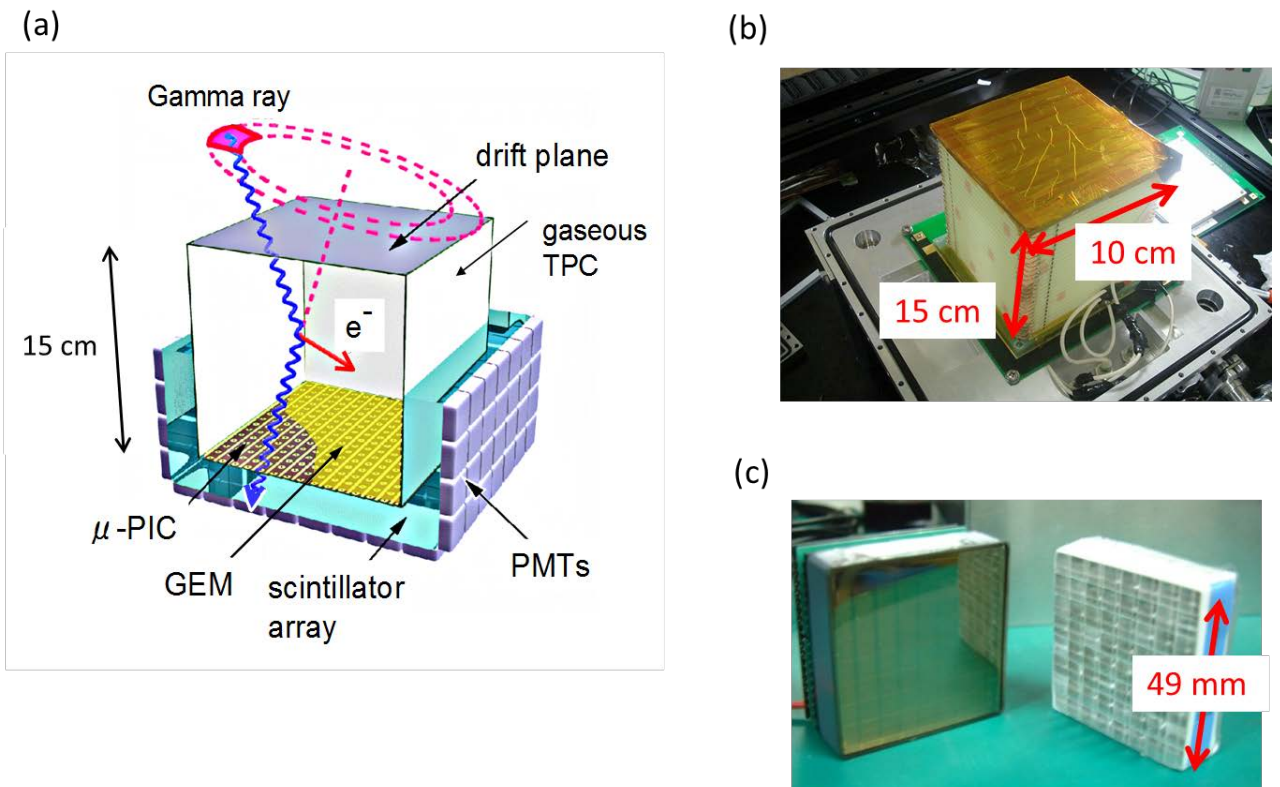 (a)
Gamma ray
drift plane
gaseous
TPC
e⁻
15 cm
μ-PIC
GEM
scintillator
array
PMTs
(b)
10 cm
15 cm
(c)
49 mm